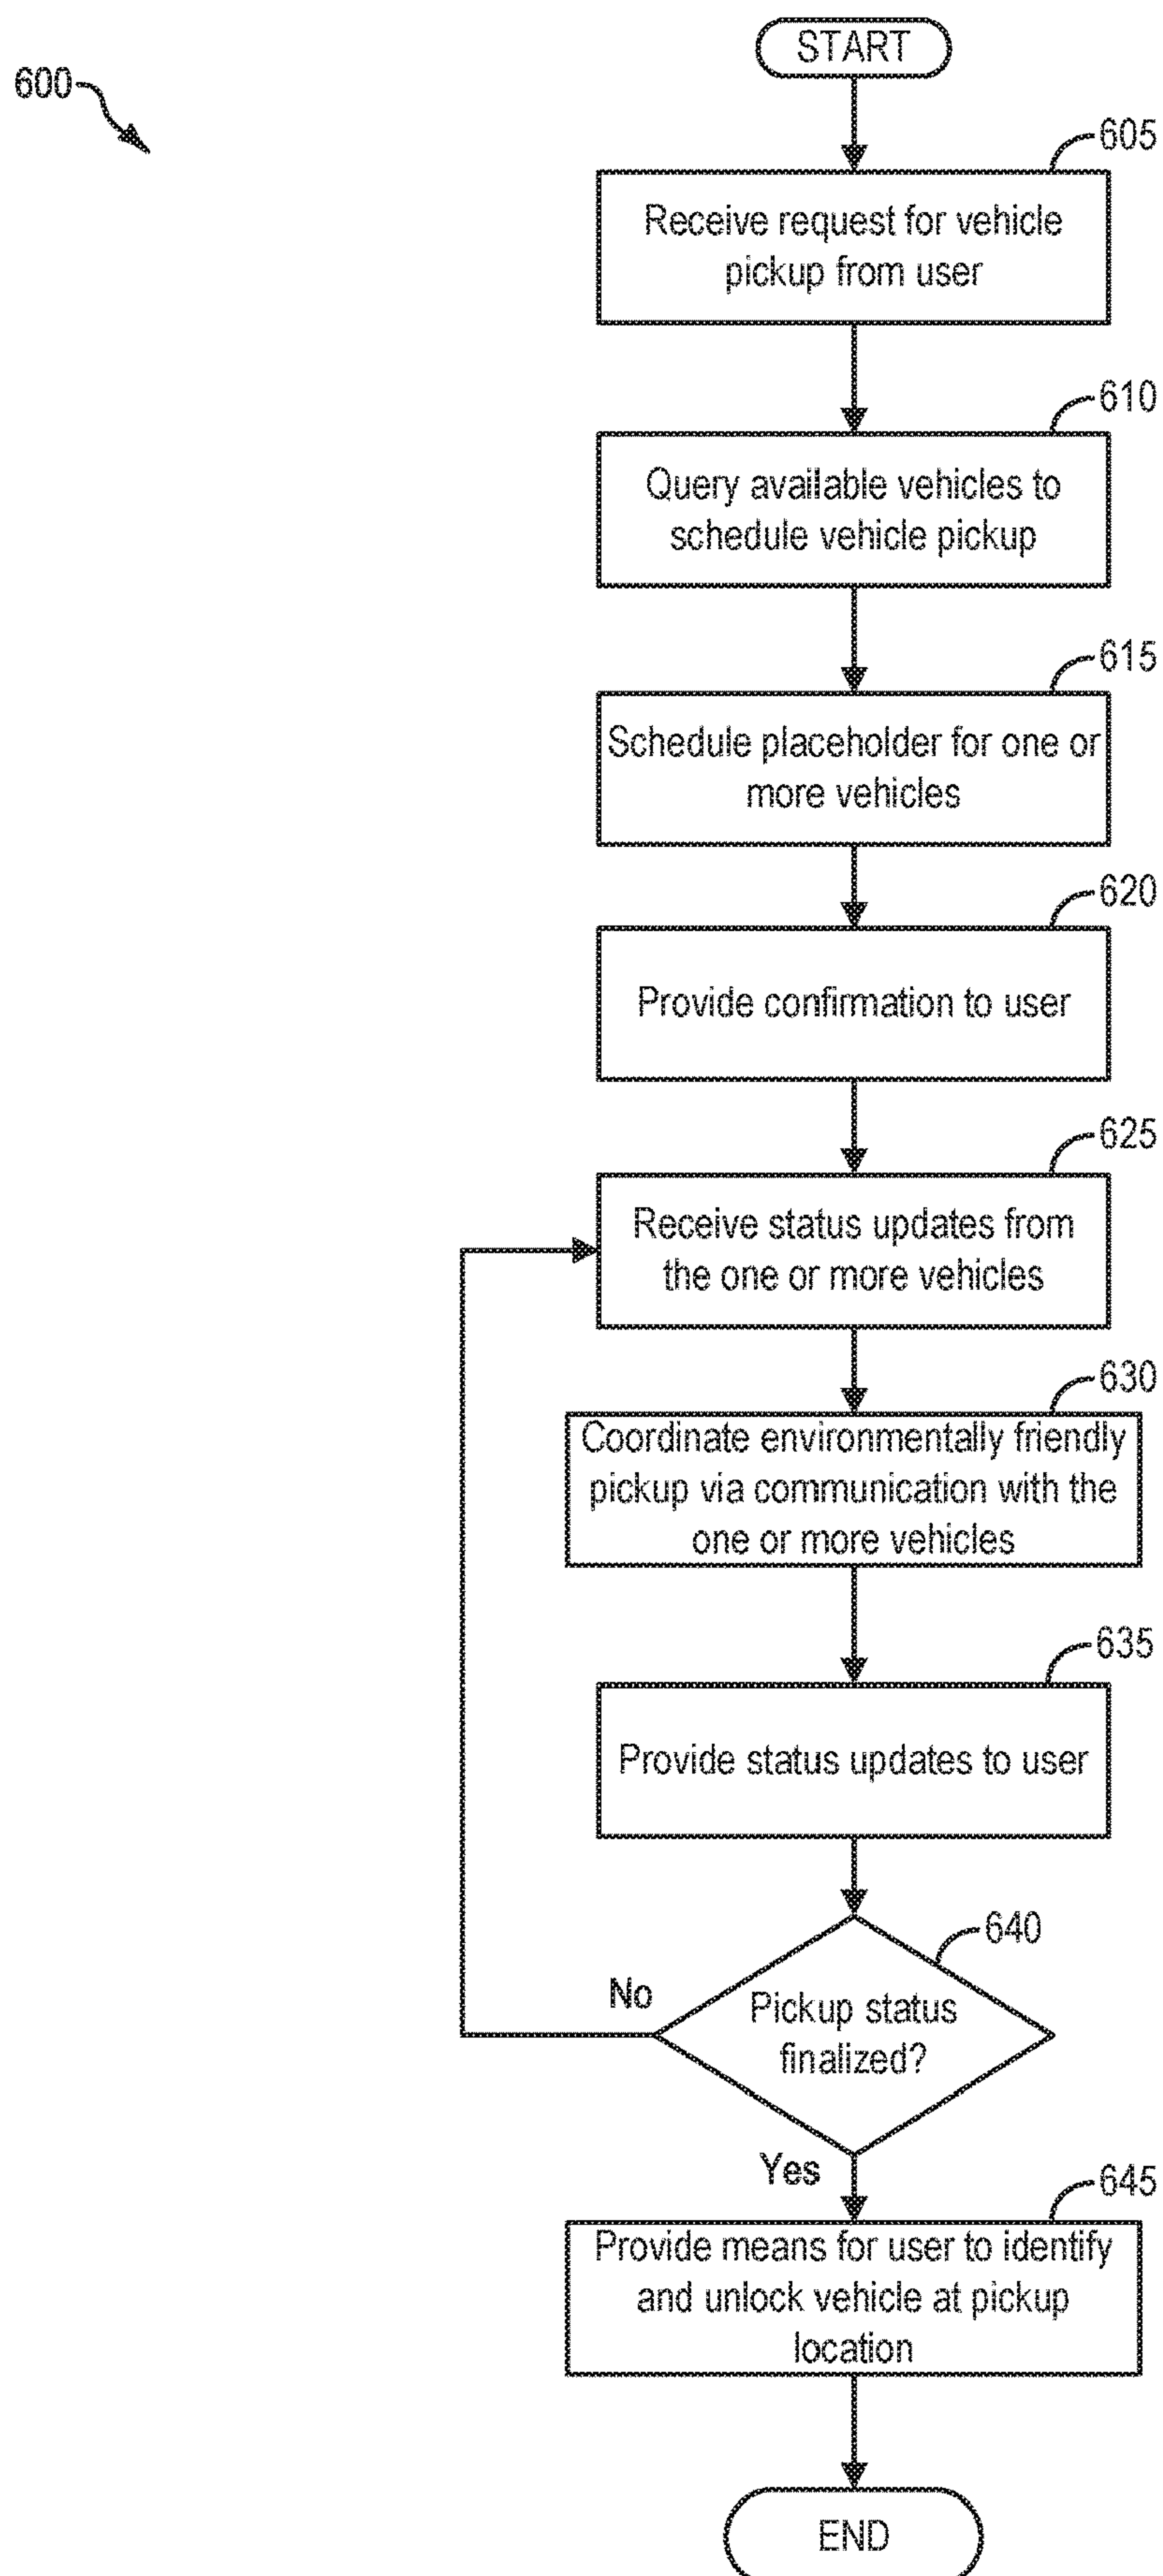 START
600
605
Receive request for vehicle
pickup from user
610
Query available vehicles to
schedule vehicle pickup
615
Schedule placeholder for one or
more vehicles
620
Provide confirmation to user
625
Receive status updates from
the one or more vehicles
630
Coordinate environmentally friendly
pickup via communication with the
one or more vehicles
635
Provide status updates to user
640
No
Pickup status
finalized?
Yes
645
Provide means for user to identify
and unlock vehicle at pickup
location
END